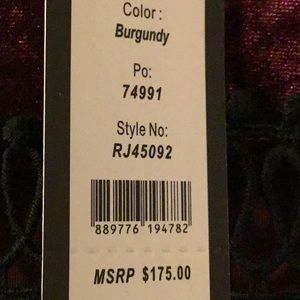 Color :
Burgundy
Po:
74991
Style No:
RJ45092
889776 194782
MSRP $175.00